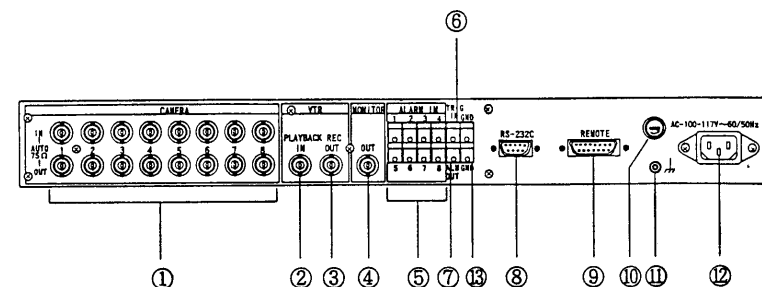 ⑥
CAMERA
VTR
MONITOR
ALARM IN
1 2 3 4
TRIG IN
GND
RS-232C
REMOTE
AC-100-117V~60/50Hz
IN
AUTO 75Ω
OUT
1 2 3 4 5 6 7 8
PLAYBACK IN
REC OUT
OUT
5 6 7 8
ALM OUT
GND
① ② ③ ④ ⑤ ⑦ ⑬ ⑧ ⑨ ⑩ ⑪ ⑫